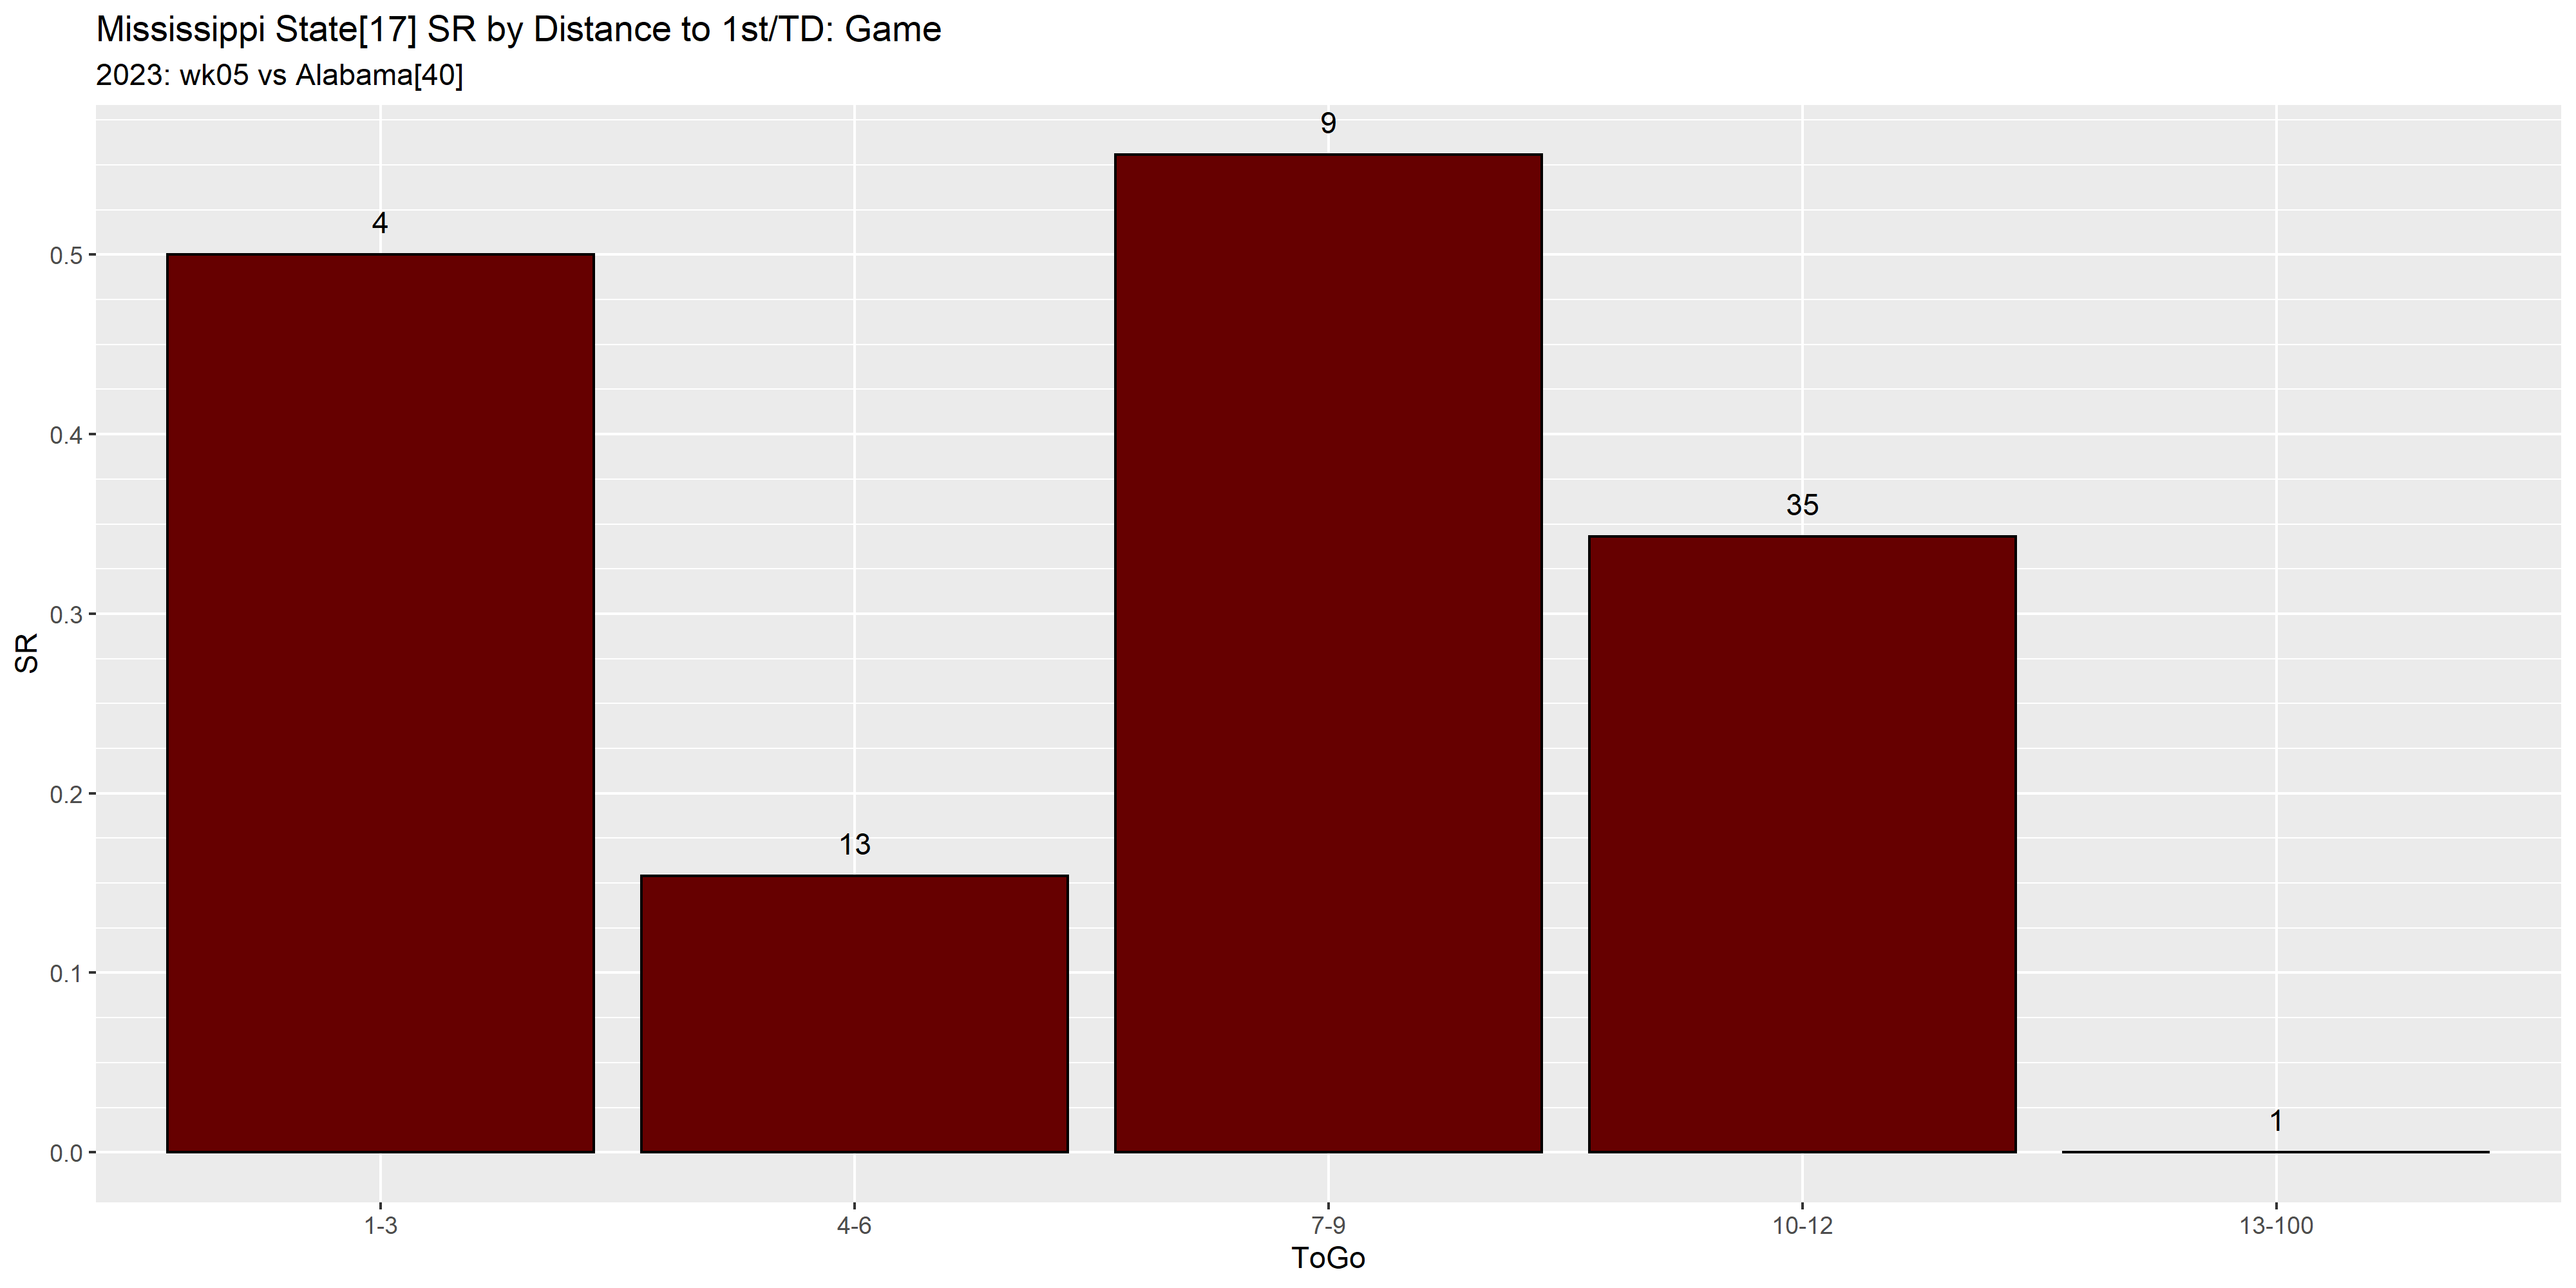 Mississippi State[17] SR by Distance to 1st/TD: Game
2023: wk05 vs Alabama[40]
9
4
0.5
0.4
35
0.3
SR
0.2
13
0.1
1
0.0
1-3 4-6 7-9 10-12 13-100
ToGo